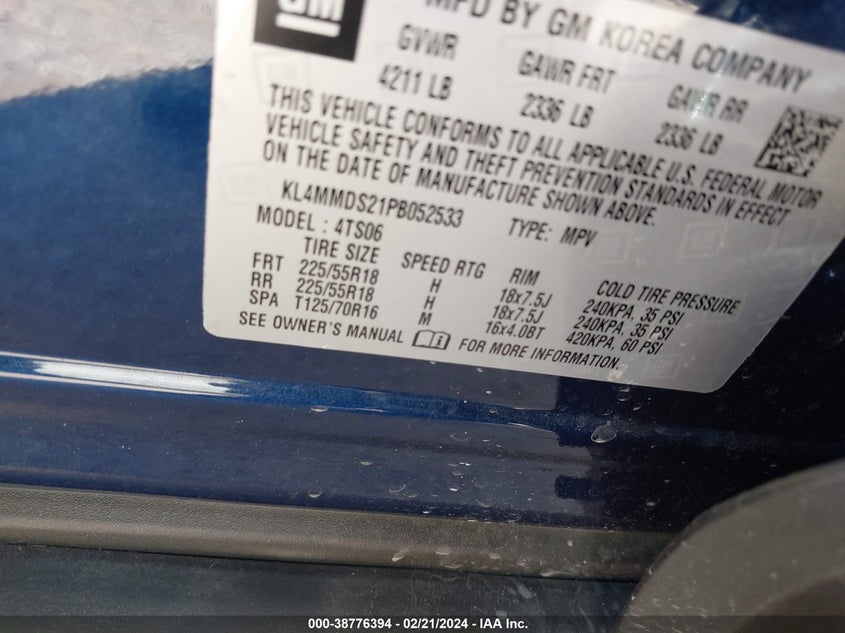 GM
MFD BY GM KOREA COMPANY
GVWR GAWR FRT GAWR RR
4211 LB 2336 LB 2336 LB
THIS VEHICLE CONFORMS TO ALL APPLICABLE U.S. FEDERAL MOTOR
VEHICLE SAFETY AND THEFT PREVENTION STANDARDS IN EFFECT
ON THE DATE OF MANUFACTURE SHOWN ABOVE.
KL4MMDS21PB052533 TYPE: MPV
MODEL : 4TS06
TIRE SIZE SPEED RTG RIM COLD TIRE PRESSURE
FRT 225/55R18 H 18x7.5J 240KPA, 35 PSI
RR 225/55R18 H 18x7.5J 240KPA, 35 PSI
SPA T125/70R16 M 16x4.0BT 420KPA, 60 PSI
SEE OWNER'S MANUAL FOR MORE INFORMATION.
000-38776394 / 02/21/2024 - IAA Inc.